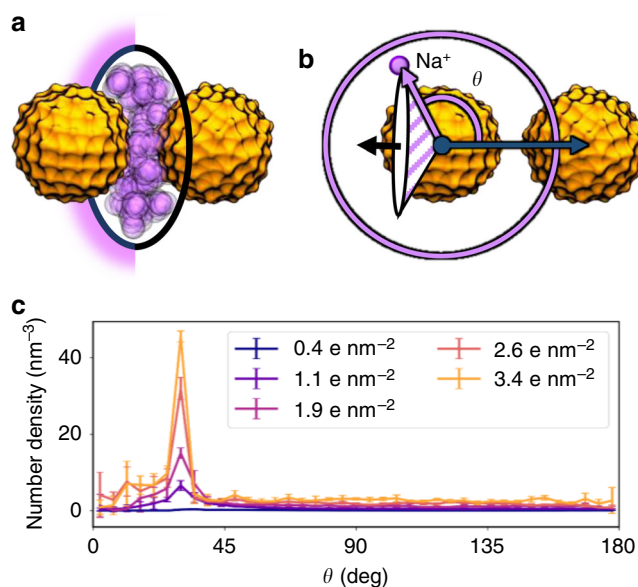 a
b
Na⁺
θ
c
Number density (nm⁻³)
40
20
0
0.4 e nm⁻²
1.1 e nm⁻²
1.9 e nm⁻²
2.6 e nm⁻²
3.4 e nm⁻²
0 45 90 135 180
θ (deg)